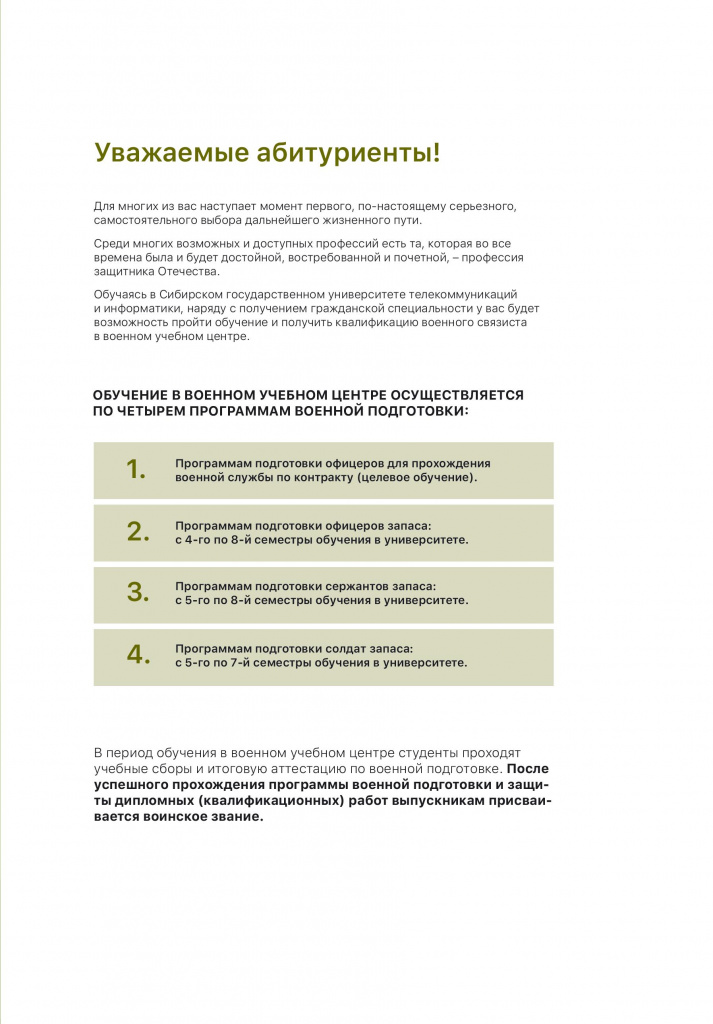 Уважаемые абитуриенты!
Для многих из вас наступает момент первого, по-настоящему серьезного,
самостоятельного выбора дальнейшего жизненного пути.
Среди многих возможных и доступных профессий есть та, которая во все
времена была и будет достойной, востребованной и почетной, – профессия
защитника Отечества.
Обучаясь в Сибирском государственном университете телекоммуникаций
и информатики, наряду с получением гражданской специальности у вас будет
возможность пройти обучение и получить квалификацию военного связиста
в военном учебном центре.
ОБУЧЕНИЕ В ВОЕННОМ УЧЕБНОМ ЦЕНТРЕ ОСУЩЕСТВЛЯЕТСЯ
ПО ЧЕТЫРЕМ ПРОГРАММАМ ВОЕННОЙ ПОДГОТОВКИ:
1. Программам подготовки офицеров для прохождения
военной службы по контракту (целевое обучение).
2. Программам подготовки офицеров запаса:
с 4-го по 8-й семестры обучения в университете.
3. Программам подготовки сержантов запаса:
с 5-го по 8-й семестры обучения в университете.
4. Программам подготовки солдат запаса:
с 5-го по 7-й семестры обучения в университете.
В период обучения в военном учебном центре студенты проходят
учебные сборы и итоговую аттестацию по военной подготовке. После
успешного прохождения программы военной подготовки и защи-
ты дипломных (квалификационных) работ выпускникам присваи-
вается воинское звание.